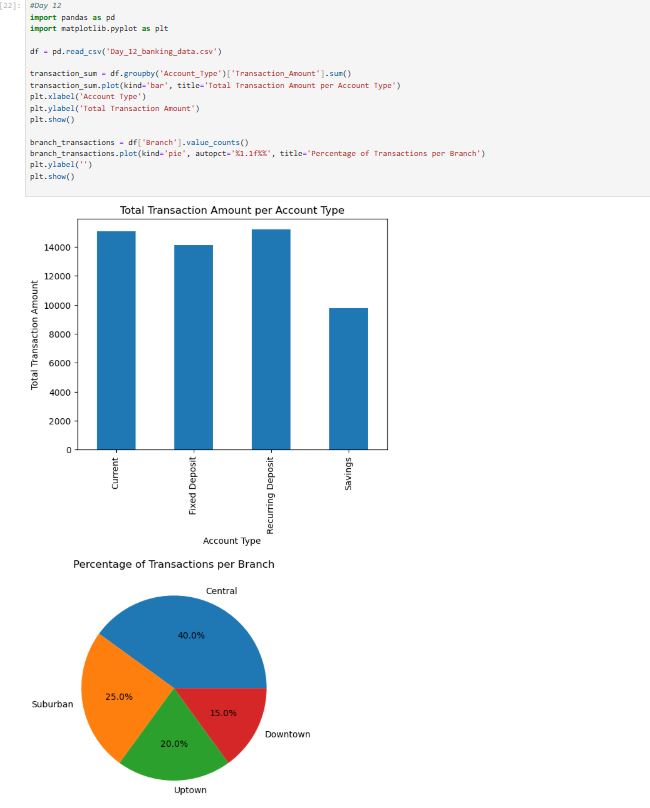 [22]:
#Day 12
import pandas as pd
import matplotlib.pyplot as plt
df = pd.read_csv('Day_12_banking_data.csv')
transaction_sum = df.groupby('Account_Type')['Transaction_Amount'].sum()
transaction_sum.plot(kind='bar', title='Total Transaction Amount per Account Type')
plt.xlabel('Account Type')
plt.ylabel('Total Transaction Amount')
plt.show()
branch_transactions = df['Branch'].value_counts()
branch_transactions.plot(kind='pie', autopct='%1.1f%%', title='Percentage of Transactions per Branch')
plt.ylabel('')
plt.show()
Total Transaction Amount per Account Type
Total Transaction Amount
14000
12000
10000
8000
6000
4000
2000
0
Current
Fixed Deposit
Recurring Deposit
Savings
Account Type
Percentage of Transactions per Branch
Central
40.0%
Suburban
25.0%
15.0%
Downtown
20.0%
Uptown